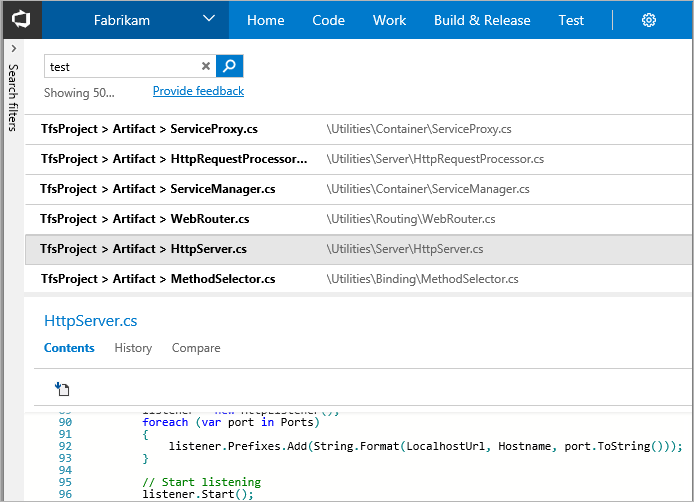 Fabrikam Home Code Work Build & Release Test
Search filters
test
Showing 50... Provide feedback
TfsProject > Artifact > ServiceProxy.cs \Utilities\Container\ServiceProxy.cs
TfsProject > Artifact > HttpRequestProcessor... \Utilities\Server\HttpRequestProcessor.cs
TfsProject > Artifact > ServiceManager.cs \Utilities\Container\ServiceManager.cs
TfsProject > Artifact > WebRouter.cs \Utilities\Routing\WebRouter.cs
TfsProject > Artifact > HttpServer.cs \Utilities\Server\HttpServer.cs
TfsProject > Artifact > MethodSelector.cs \Utilities\Binding\MethodSelector.cs
HttpServer.cs
Contents History Compare
89 listener = new HttpListener();
90 foreach (var port in Ports)
91 {
92 listener.Prefixes.Add(String.Format(LocalhostUrl, Hostname, port.ToString()));
93 }
94
95 // Start listening
96 listener.Start();